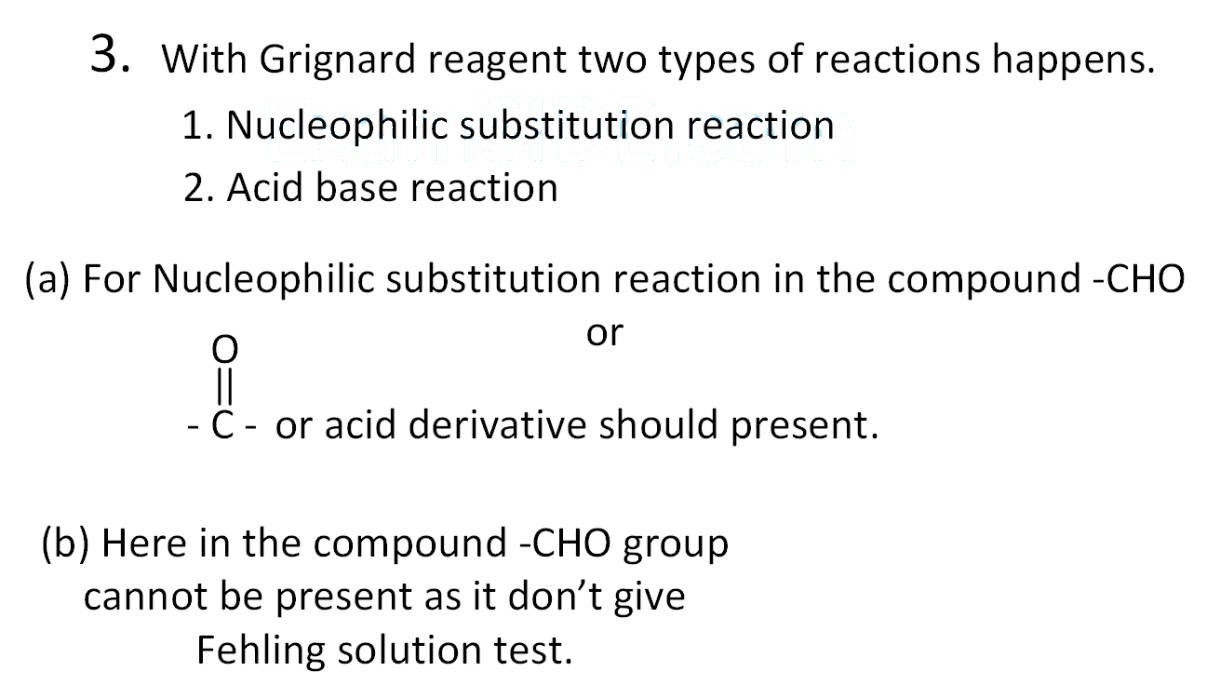 3. With Grignard reagent two types of reactions happens.
1. Nucleophilic substitution reaction
2. Acid base reaction
(a) For Nucleophilic substitution reaction in the compound -CHO
or
O
||
- C - or acid derivative should present.
(b) Here in the compound -CHO group
cannot be present as it don’t give
Fehling solution test.